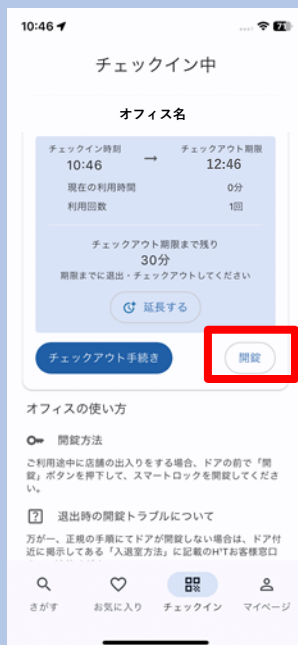 10:46
71
チェックイン中
オフィス名
チェックイン時刻
チェックアウト期限
10:46
→
12:46
現在の利用時間
0分
利用回数
1回
チェックアウト期限まで残り
30分
期限までに退出・チェックアウトしてください
延長する
チェックアウト手続き
開錠
オフィスの使い方
開錠方法
ご利用途中に店舗の出入りをする場合、ドアの前で「開
錠」ボタンを押下して、スマートロックを開錠してくださ
い。
退出時の開錠トラブルについて
万が一、正規の手順にてドアが開錠しない場合は、ドア付
近に掲示してある「入退室方法」に記載のH¹Tお客様窓口
さがす
お気に入り
チェックイン
マイページ